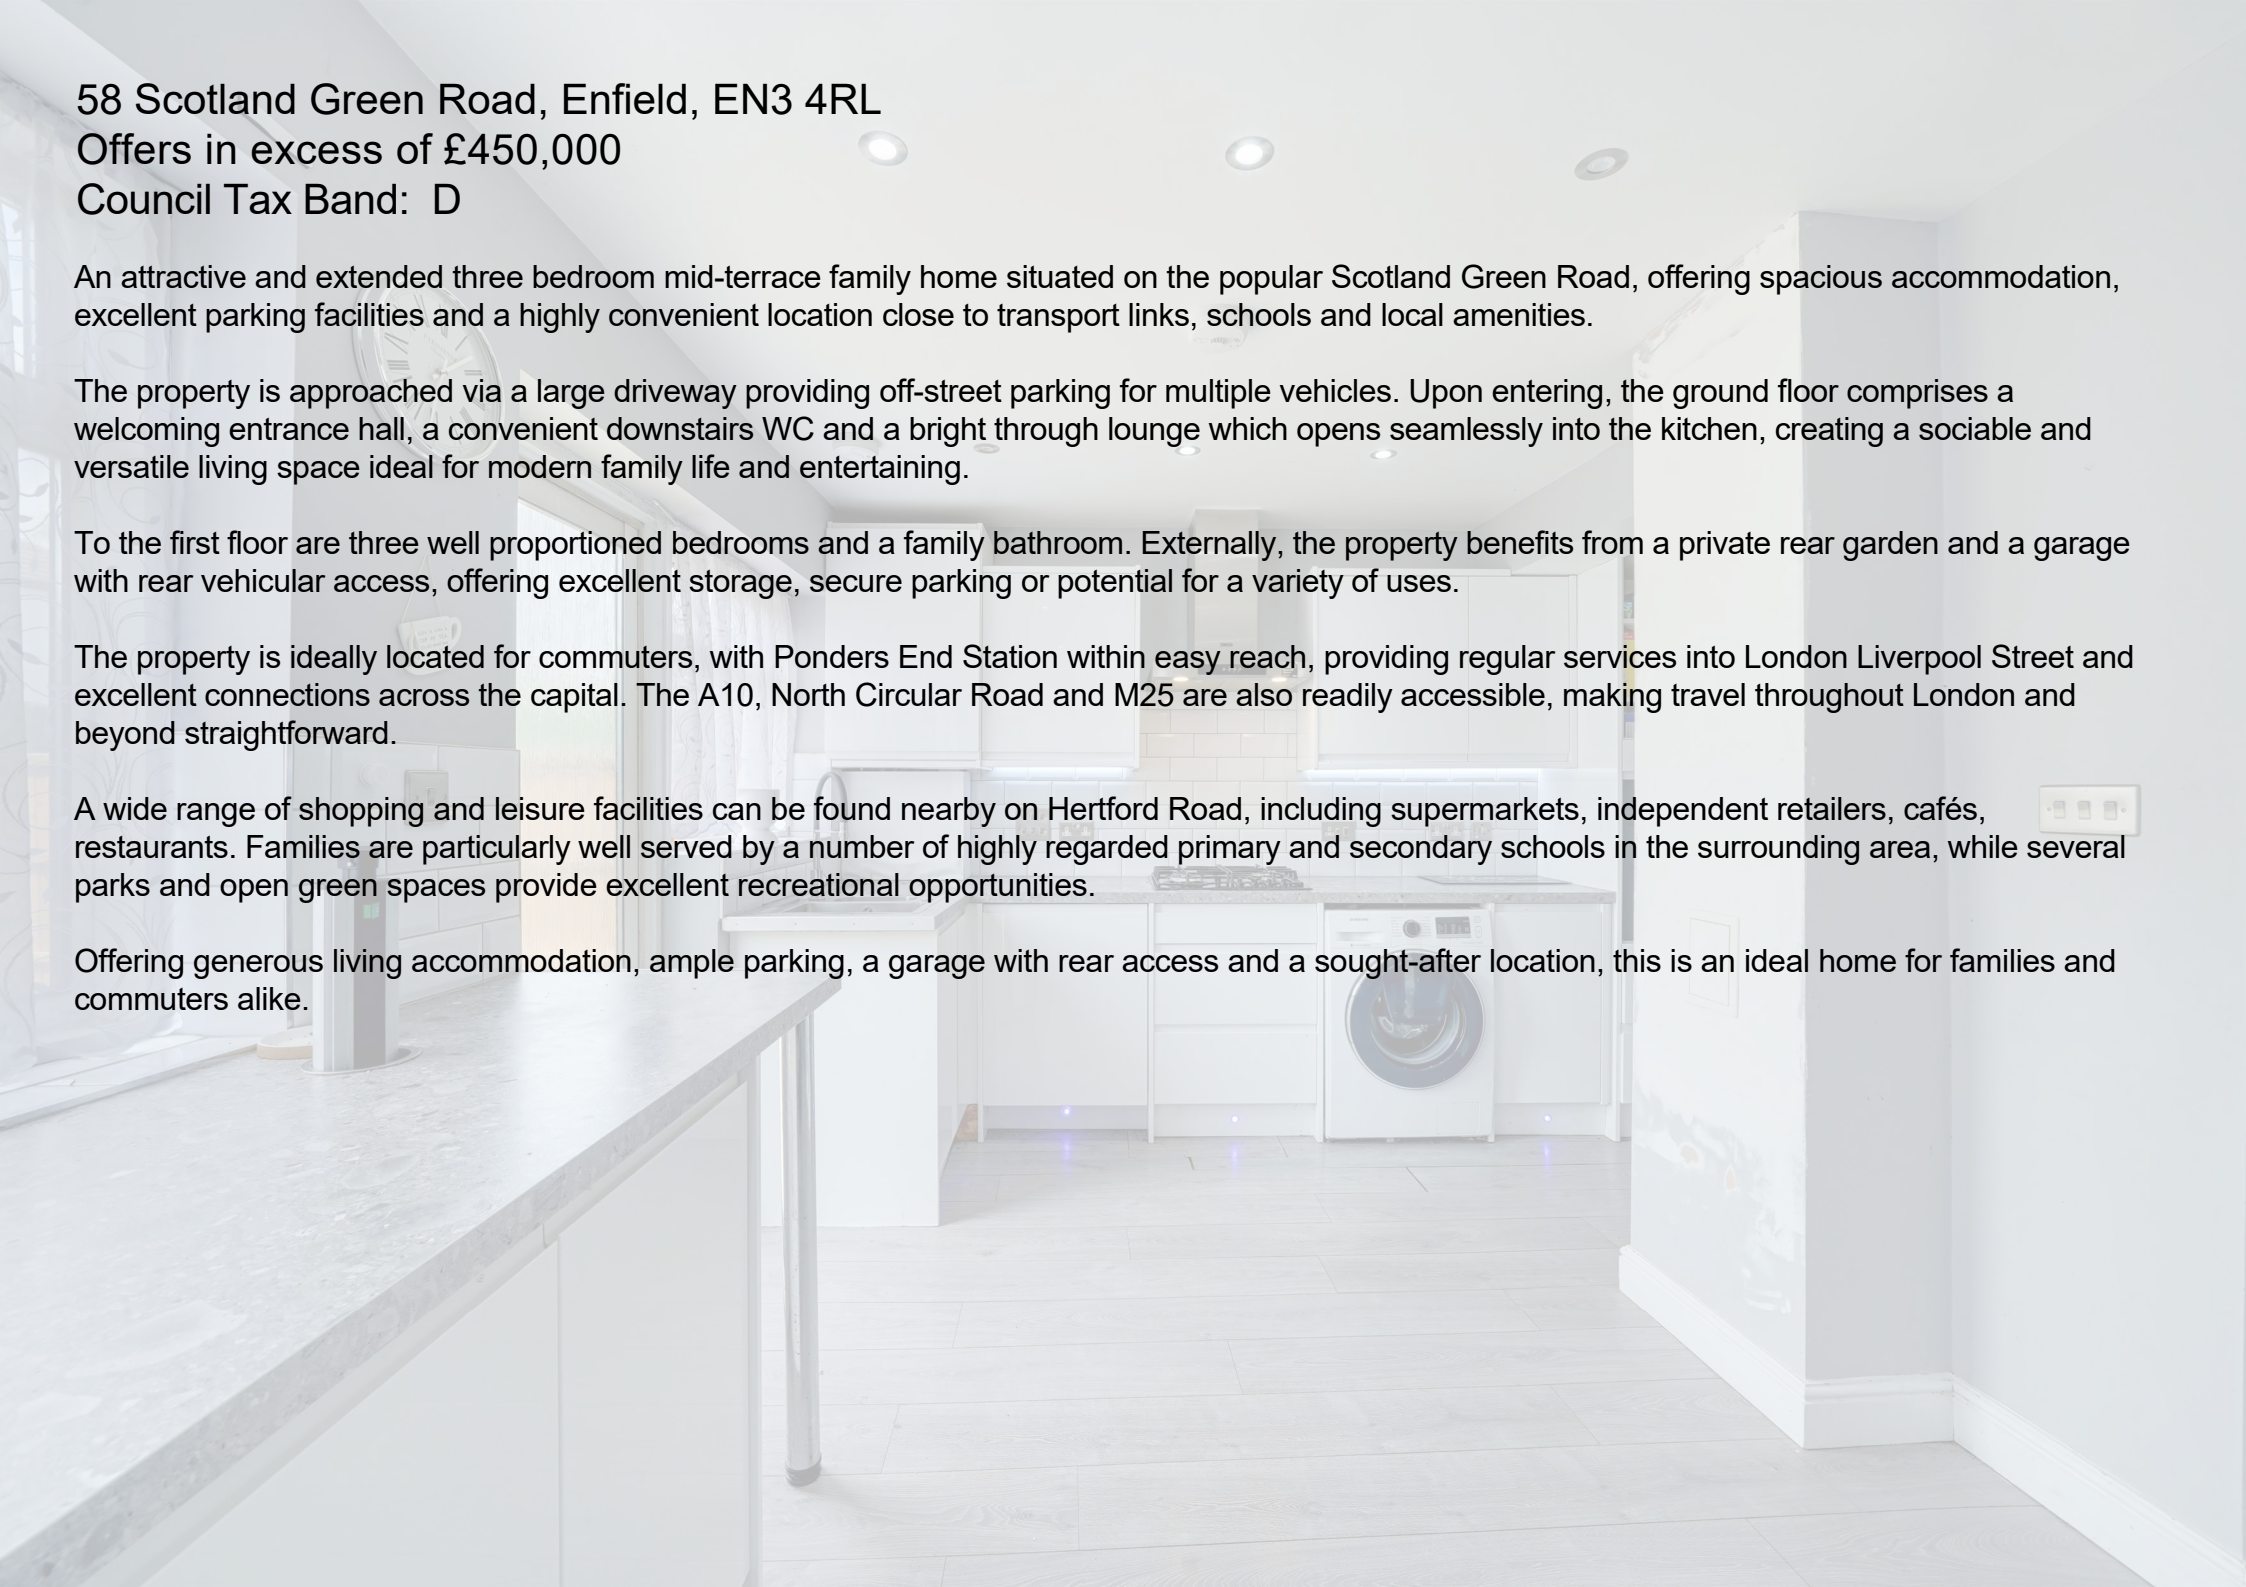 58 Scotland Green Road, Enfield, EN3 4RL
Offers in excess of £450,000
Council Tax Band:  D
An attractive and extended three bedroom mid-terrace family home situated on the popular Scotland Green Road, offering spacious accommodation,
excellent parking facilities and a highly convenient location close to transport links, schools and local amenities.
The property is approached via a large driveway providing off-street parking for multiple vehicles. Upon entering, the ground floor comprises a
welcoming entrance hall, a convenient downstairs WC and a bright through lounge which opens seamlessly into the kitchen, creating a sociable and
versatile living space ideal for modern family life and entertaining.
To the first floor are three well proportioned bedrooms and a family bathroom. Externally, the property benefits from a private rear garden and a garage
with rear vehicular access, offering excellent storage, secure parking or potential for a variety of uses.
The property is ideally located for commuters, with Ponders End Station within easy reach, providing regular services into London Liverpool Street and
excellent connections across the capital. The A10, North Circular Road and M25 are also readily accessible, making travel throughout London and
beyond straightforward.
A wide range of shopping and leisure facilities can be found nearby on Hertford Road, including supermarkets, independent retailers, cafés,
restaurants. Families are particularly well served by a number of highly regarded primary and secondary schools in the surrounding area, while several
parks and open green spaces provide excellent recreational opportunities.
Offering generous living accommodation, ample parking, a garage with rear access and a sought-after location, this is an ideal home for families and
commuters alike.